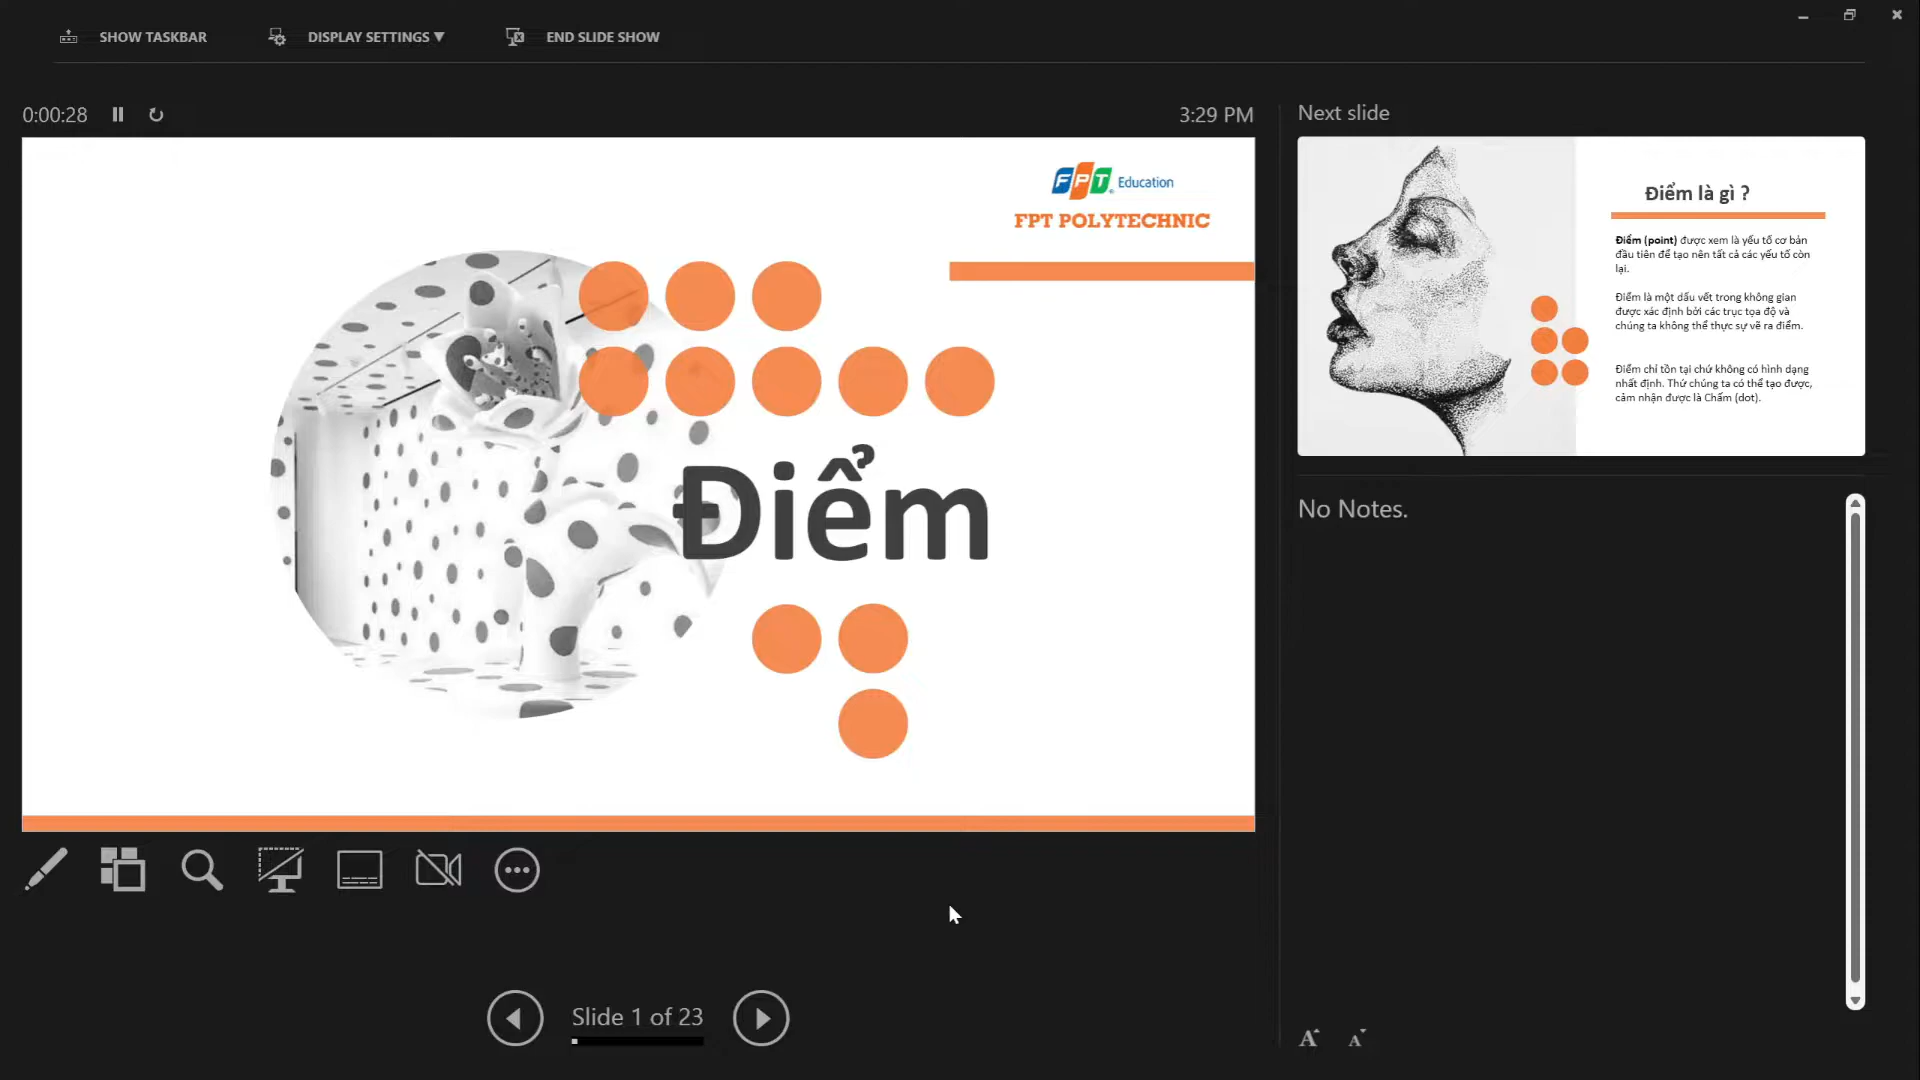 SHOW TASKBAR
DISPLAY SETTINGS ▼
END SLIDE SHOW
0:00:28
3:29 PM
FPT Education
FPT POLYTECHNIC
Điểm
Slide 1 of 23
Next slide
Điểm là gì ?
Điểm (point) được xem là yếu tố cơ bản
đầu tiên để tạo nên tất cả các yếu tố còn
lại.
Điểm là một dấu vết trong không gian
được xác định bởi các trục tọa độ và
chúng ta không thể thực sự vẽ ra điểm.
Điểm chỉ tồn tại chứ không có hình dạng
nhất định. Thứ chúng ta có thể tạo được,
cảm nhận được là Chấm (dot).
No Notes.
A A